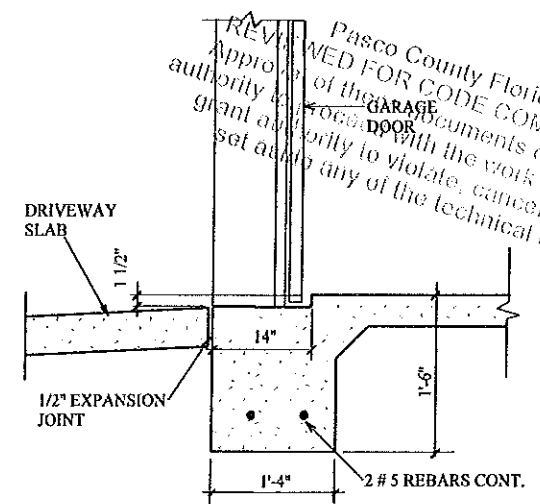 Pasco County Flori
REVIEWED FOR CODE COM
Approval of these documents
authority to proceed with the work
grant authority to violate, cancel
set aside any of the technical
GARAGE
DOOR
DRIVEWAY
SLAB
1 1/2"
14"
1/2" EXPANSION
JOINT
1'-6"
1'-4"
2 # 5 REBARS CONT.